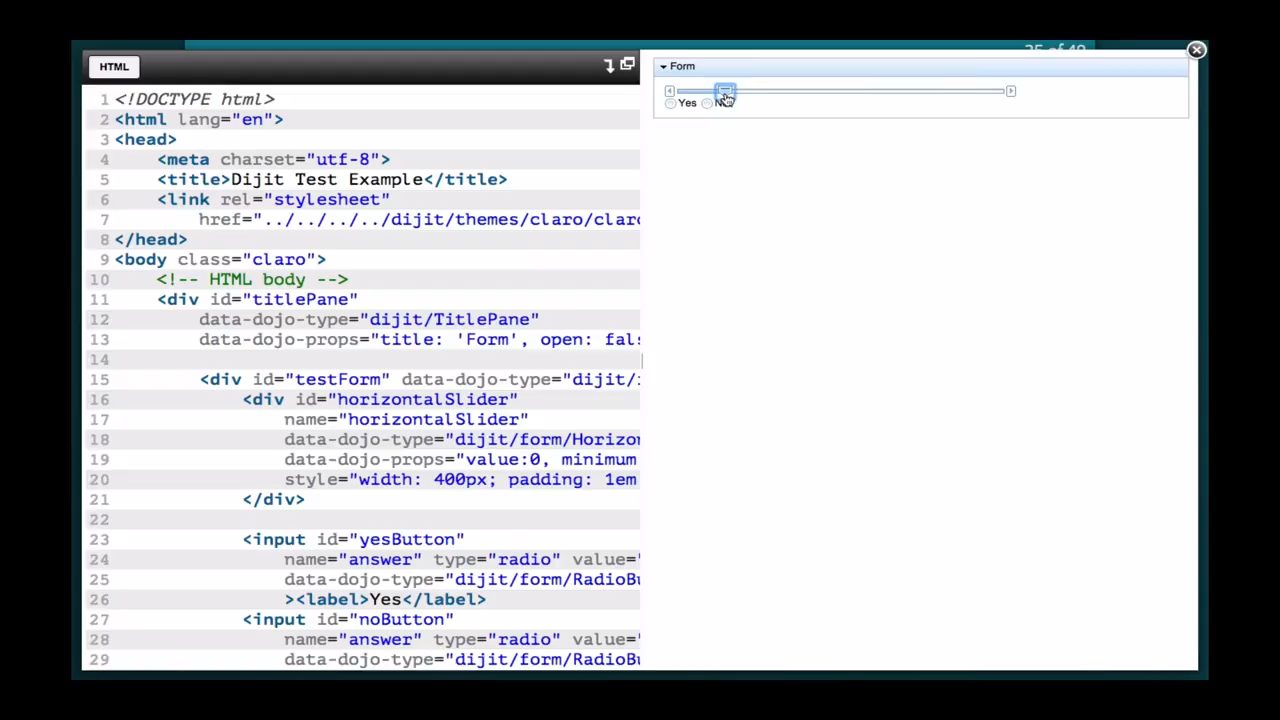 25 of 49
HTML
Form
Yes
1 <!DOCTYPE html>
2 <html lang="en">
3 <head>
4 <meta charset="utf-8">
5 <title>Dijit Test Example</title>
6 <link rel="stylesheet"
7 href="../../../../dijit/themes/claro/claro
8 </head>
9 <body class="claro">
10 <!-- HTML body -->
11 <div id="titlePane"
12 data-dojo-type="dijit/TitlePane"
13 data-dojo-props="title: 'Form', open: fals
14
15 <div id="testForm" data-dojo-type="dijit/
16 <div id="horizontalSlider"
17 name="horizontalSlider"
18 data-dojo-type="dijit/form/Horizon
19 data-dojo-props="value:0, minimum
20 style="width: 400px; padding: 1em
21 </div>
22
23 <input id="yesButton"
24 name="answer" type="radio" value="
25 data-dojo-type="dijit/form/RadioBu
26 ><label>Yes</label>
27 <input id="noButton"
28 name="answer" type="radio" value="
29 data-dojo-type="dijit/form/RadioBu